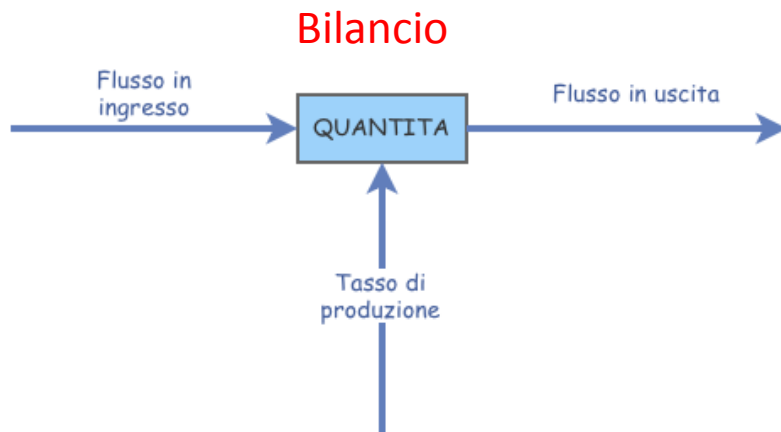 Bilancio
Flusso in
ingresso
QUANTITA
Flusso in uscita
Tasso di
produzione